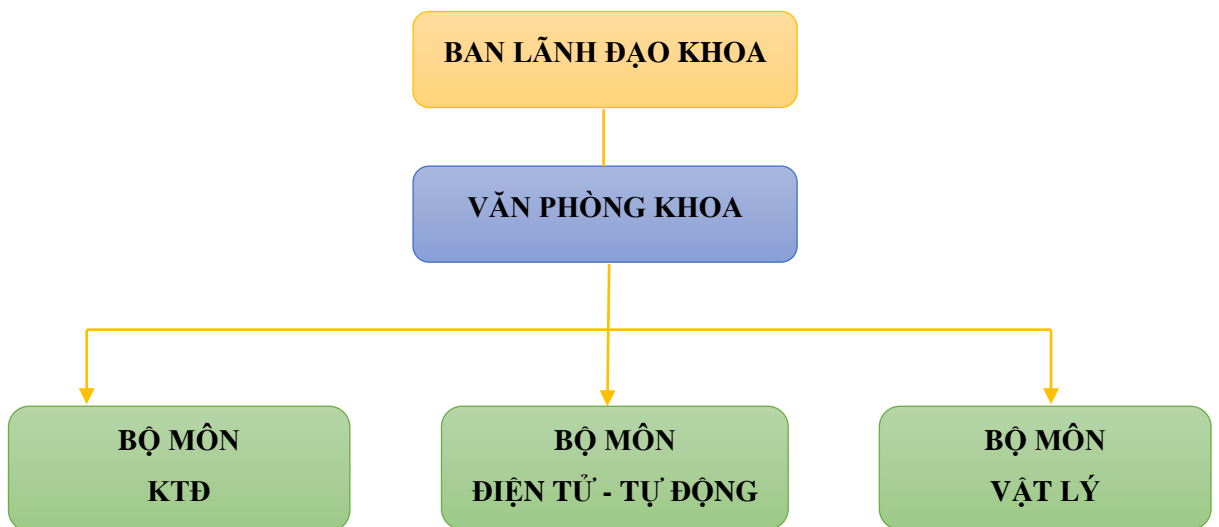 BAN LÃNH ĐẠO KHOA
VĂN PHÒNG KHOA
BỘ MÔN
KTĐ
BỘ MÔN
ĐIỆN TỬ - TỰ ĐỘNG
BỘ MÔN
VẬT LÝ